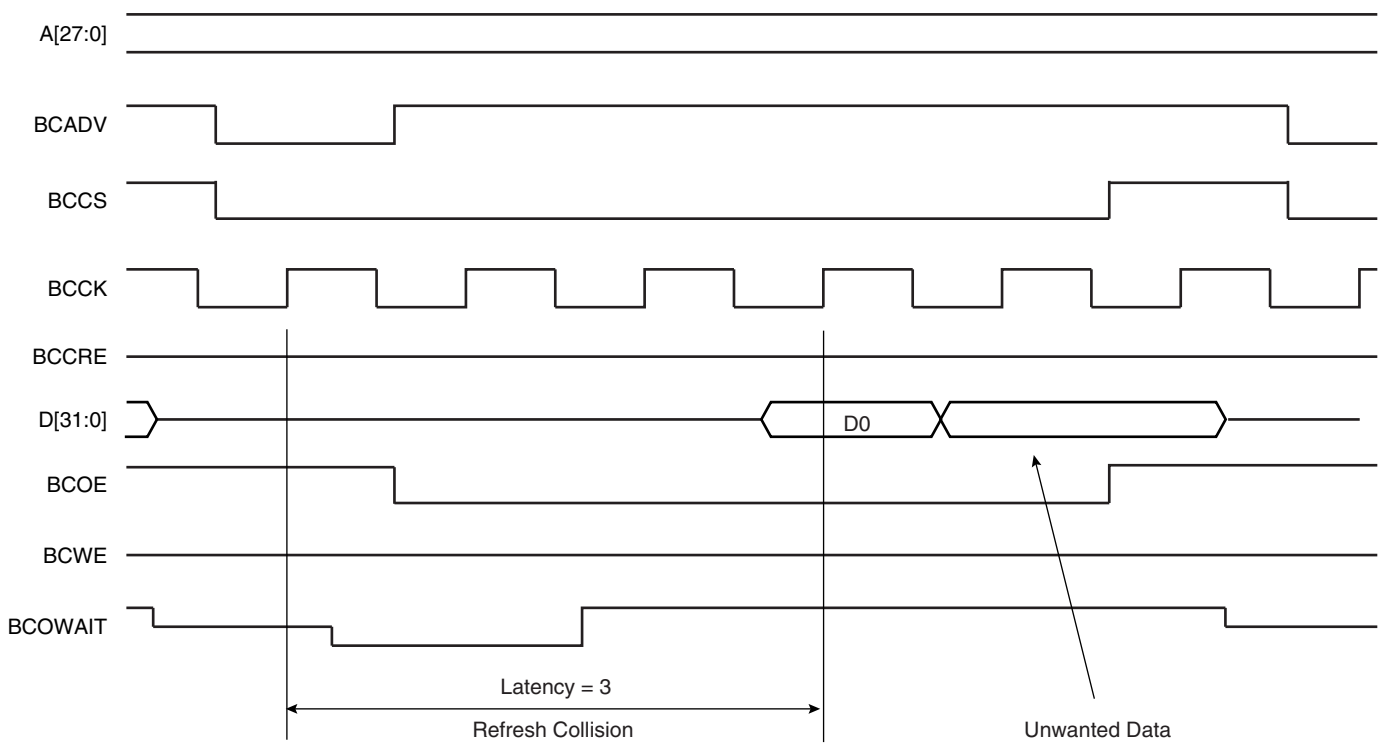 A[27:0]
BCADV
BCCS
BCCK
BCCRE
D[31:0]
D0
BCOE
BCWE
BCOWAIT
Latency = 3
Refresh Collision
Unwanted Data